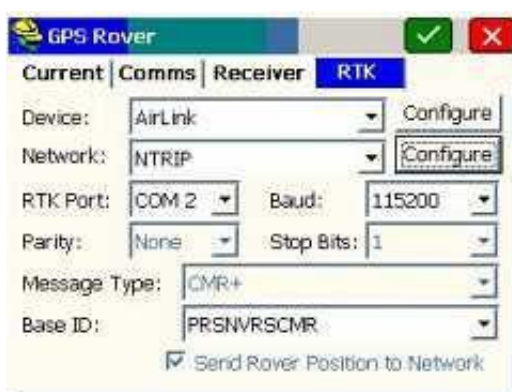 GPS Rover
Current Comms Receiver RTK
Device: AirLink Configure
Network: NTRIP Configure
RTK Port: COM 2 Baud: 115200
Parity: None Stop Bits: 1
Message Type: CMR+
Base ID: PRSNVRSCMR
Send Rover Position to Network